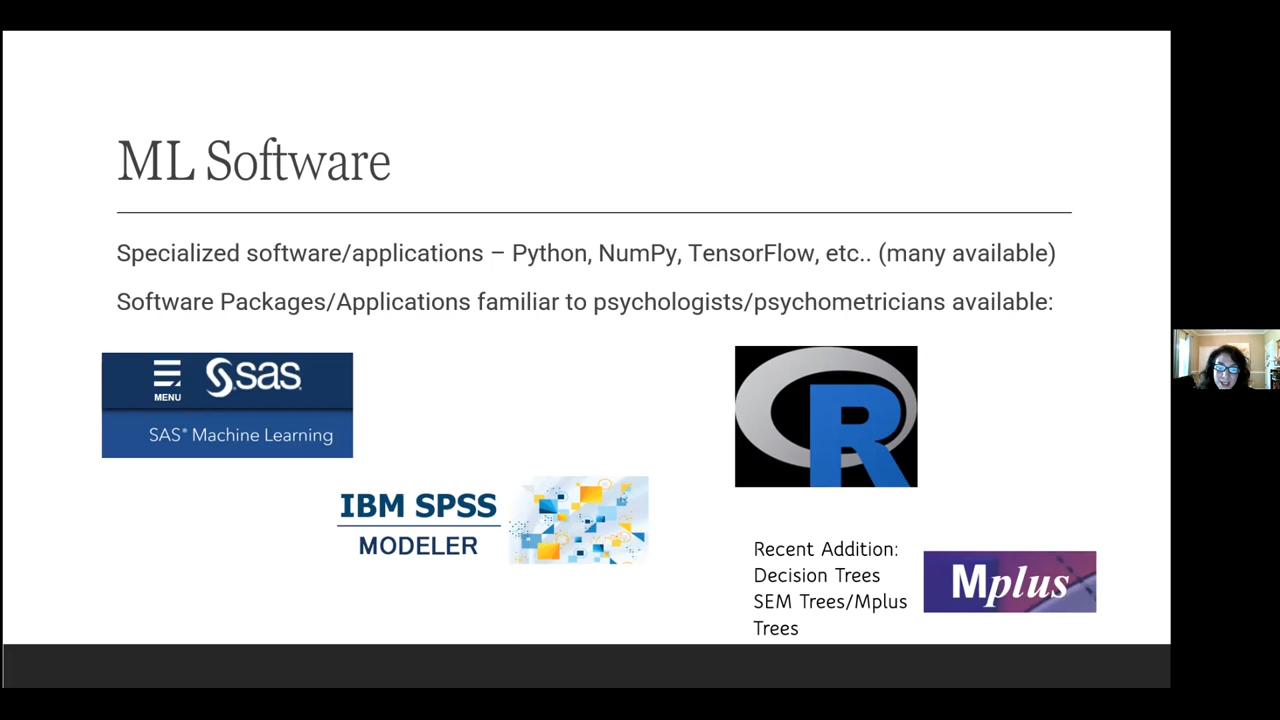 ML Software
Specialized software/applications – Python, NumPy, TensorFlow, etc.. (many available)
Software Packages/Applications familiar to psychologists/psychometricians available:
MENU
sas
SAS® Machine Learning
R
IBM SPSS
MODELER
Recent Addition:
Decision Trees
SEM Trees/Mplus
Trees
Mplus